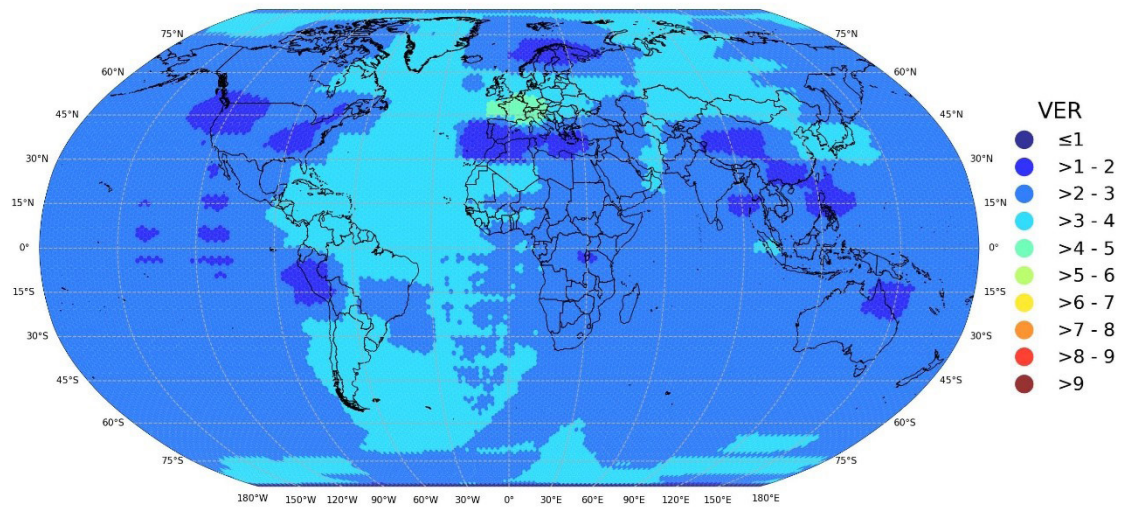 75°N 75°N
60°N 60°N
45°N 45°N
30°N 30°N
15°N 15°N
0° 0°
15°S 15°S
30°S 30°S
45°S 45°S
60°S 60°S
75°S 75°S
180°W 150°W 120°W 90°W 60°W 30°W 0° 30°E 60°E 90°E 120°E 150°E 180°E
VER
≤1
>1 - 2
>2 - 3
>3 - 4
>4 - 5
>5 - 6
>6 - 7
>7 - 8
>8 - 9
>9